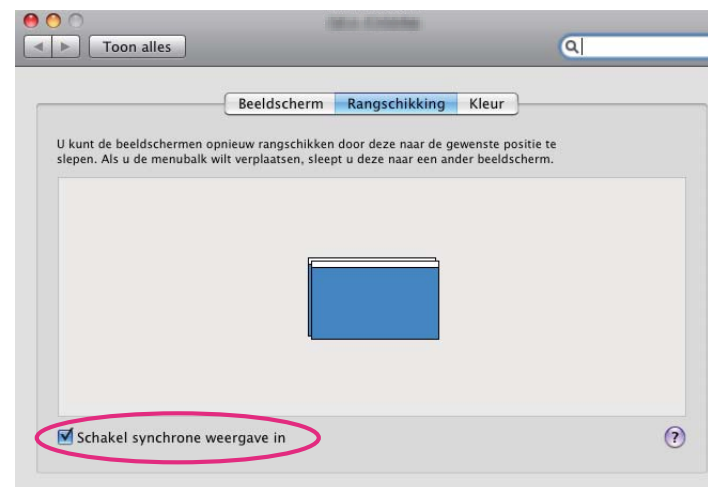 Toon alles
Beeldscherm Rangschikking Kleur
U kunt de beeldschermen opnieuw rangschikken door deze naar de gewenste positie te
slepen. Als u de menubalk wilt verplaatsen, sleept u deze naar een ander beeldscherm.
Schakel synchrone weergave in
?